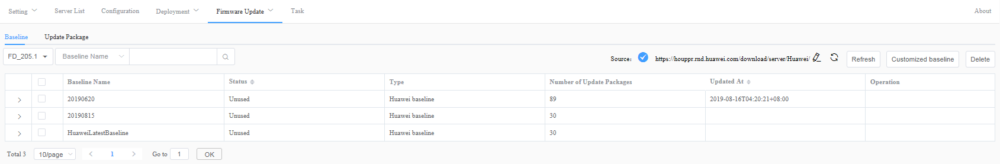 Setting Server List Configuration Deployment Firmware Update Task About
Baseline Update Package
FD_205.1 Baseline Name Source: https://houppr.rnd.huawei.com/download/server/Huawei/ Refresh Customized baseline Delete
Baseline Name Status Type Number of Update Packages Updated At Operation
20190620 Unused Huawei baseline 89 2019-08-16T04:20:21+08:00
20190815 Unused Huawei baseline 30
HuaweiLatestBaseline Unused Huawei baseline 30
Total 3 10/page 1 Go to 1 OK